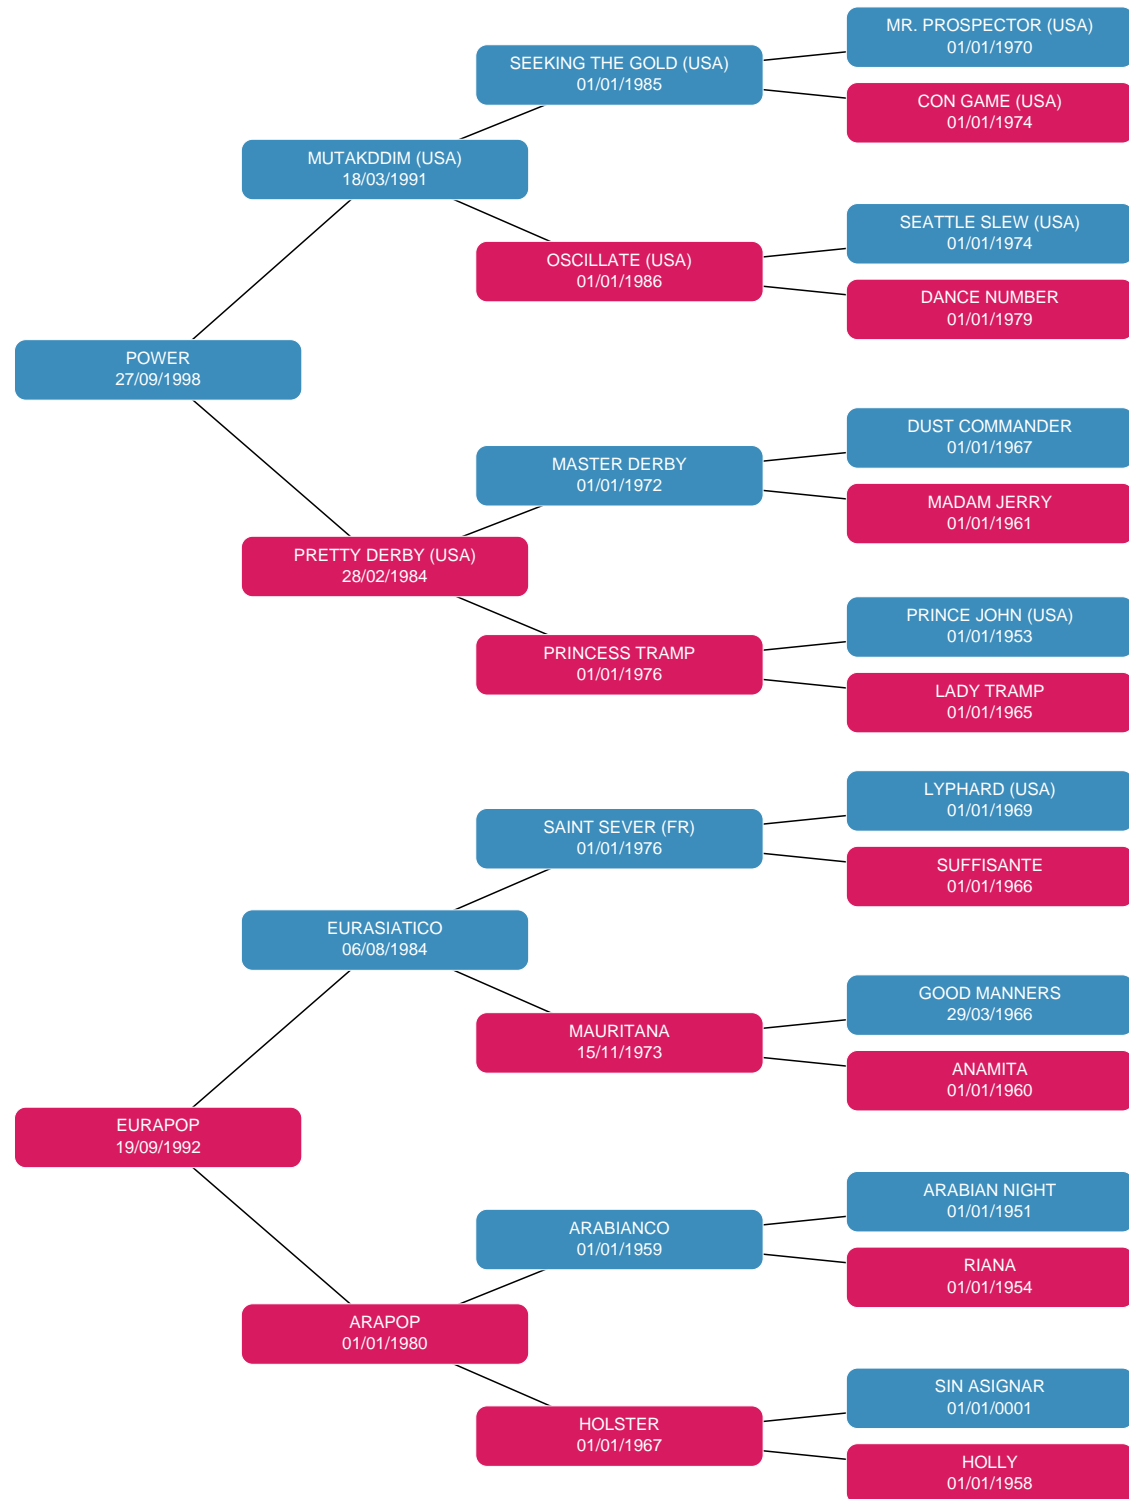 MR. PROSPECTOR (USA)
01/01/1970
SEEKING THE GOLD (USA)
01/01/1985
CON GAME (USA)
01/01/1974
MUTAKDDIM (USA)
18/03/1991
SEATTLE SLEW (USA)
01/01/1974
OSCILLATE (USA)
01/01/1986
DANCE NUMBER
01/01/1979
POWER
27/09/1998
DUST COMMANDER
01/01/1967
MASTER DERBY
01/01/1972
MADAM JERRY
01/01/1961
PRETTY DERBY (USA)
28/02/1984
PRINCE JOHN (USA)
01/01/1953
PRINCESS TRAMP
01/01/1976
LADY TRAMP
01/01/1965
LYPHARD (USA)
01/01/1969
SAINT SEVER (FR)
01/01/1976
SUFFISANTE
01/01/1966
EURASIATICO
06/08/1984
GOOD MANNERS
29/03/1966
MAURITANA
15/11/1973
ANAMITA
01/01/1960
EURAPOP
19/09/1992
ARABIAN NIGHT
01/01/1951
ARABIANCO
01/01/1959
RIANA
01/01/1954
ARAPOP
01/01/1980
SIN ASIGNAR
01/01/0001
HOLSTER
01/01/1967
HOLLY
01/01/1958